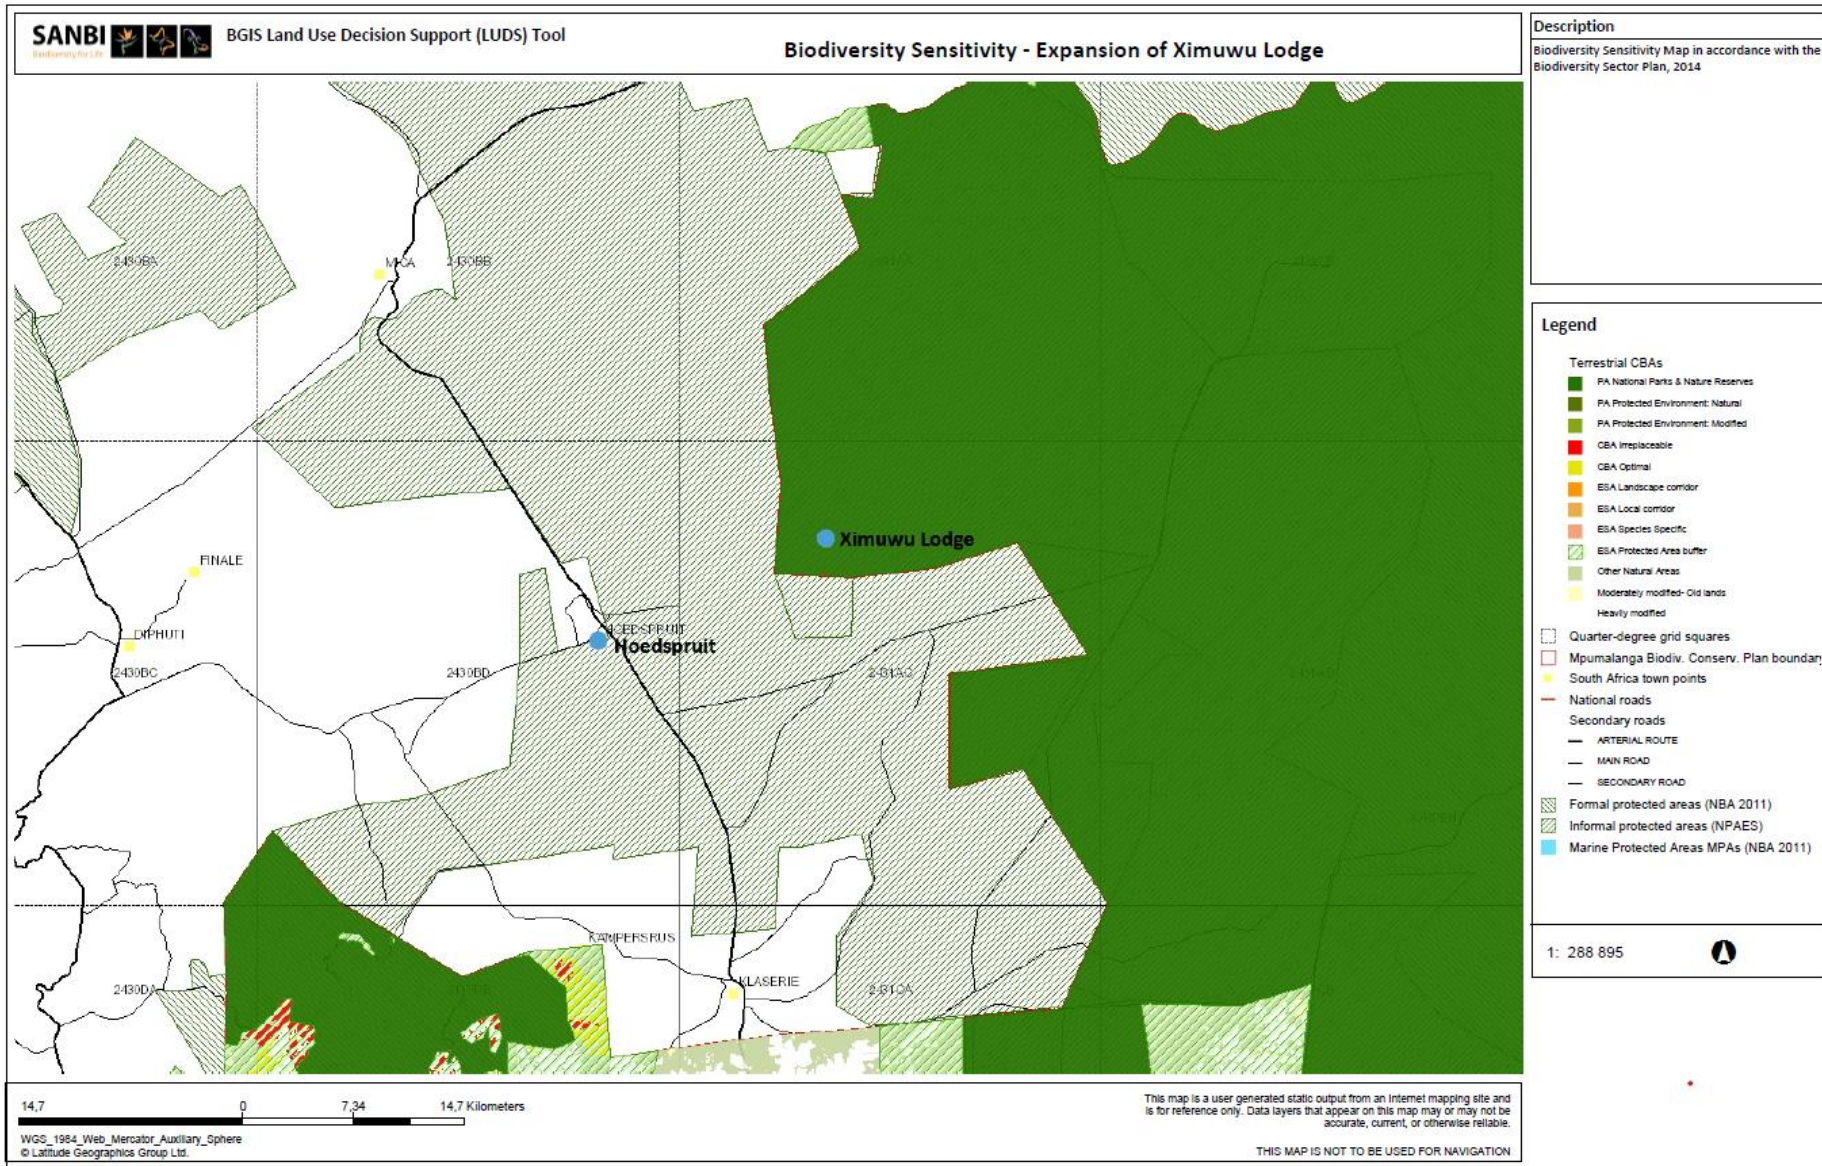 SANBI
Biodiversity for Life
BGIS Land Use Decision Support (LUDS) Tool
Biodiversity Sensitivity - Expansion of Ximuwu Lodge
Description
Biodiversity Sensitivity Map in accordance with the
Biodiversity Sector Plan, 2014
2430BA
MICA
2430BB
Ximuwu Lodge
FINALE
DIPHUTI
HOEDSPRUIT
Hoedspruit
2430BC
2430BD
2431AC
KAMPERSRUS
KLASERIE
2430DA
2431CA
Legend
Terrestrial CBAs
PA National Parks & Nature Reserves
PA Protected Environment: Natural
PA Protected Environment: Modified
CBA Irreplaceable
CBA Optimal
ESA Landscape corridor
ESA Local corridor
ESA Species Specific
ESA Protected Area buffer
Other Natural Areas
Moderately modified- Old lands
Heavily modified
Quarter-degree grid squares
Mpumalanga Biodiv. Conserv. Plan boundary
South Africa town points
National roads
Secondary roads
ARTERIAL ROUTE
MAIN ROAD
SECONDARY ROAD
Formal protected areas (NBA 2011)
Informal protected areas (NPAES)
Marine Protected Areas MPAs (NBA 2011)
1: 288 895
14,7 0 7,34 14,7 Kilometers
WGS_1984_Web_Mercator_Auxiliary_Sphere
© Latitude Geographics Group Ltd.
This map is a user generated static output from an Internet mapping site and
is for reference only. Data layers that appear on this map may or may not be
accurate, current, or otherwise reliable.
THIS MAP IS NOT TO BE USED FOR NAVIGATION